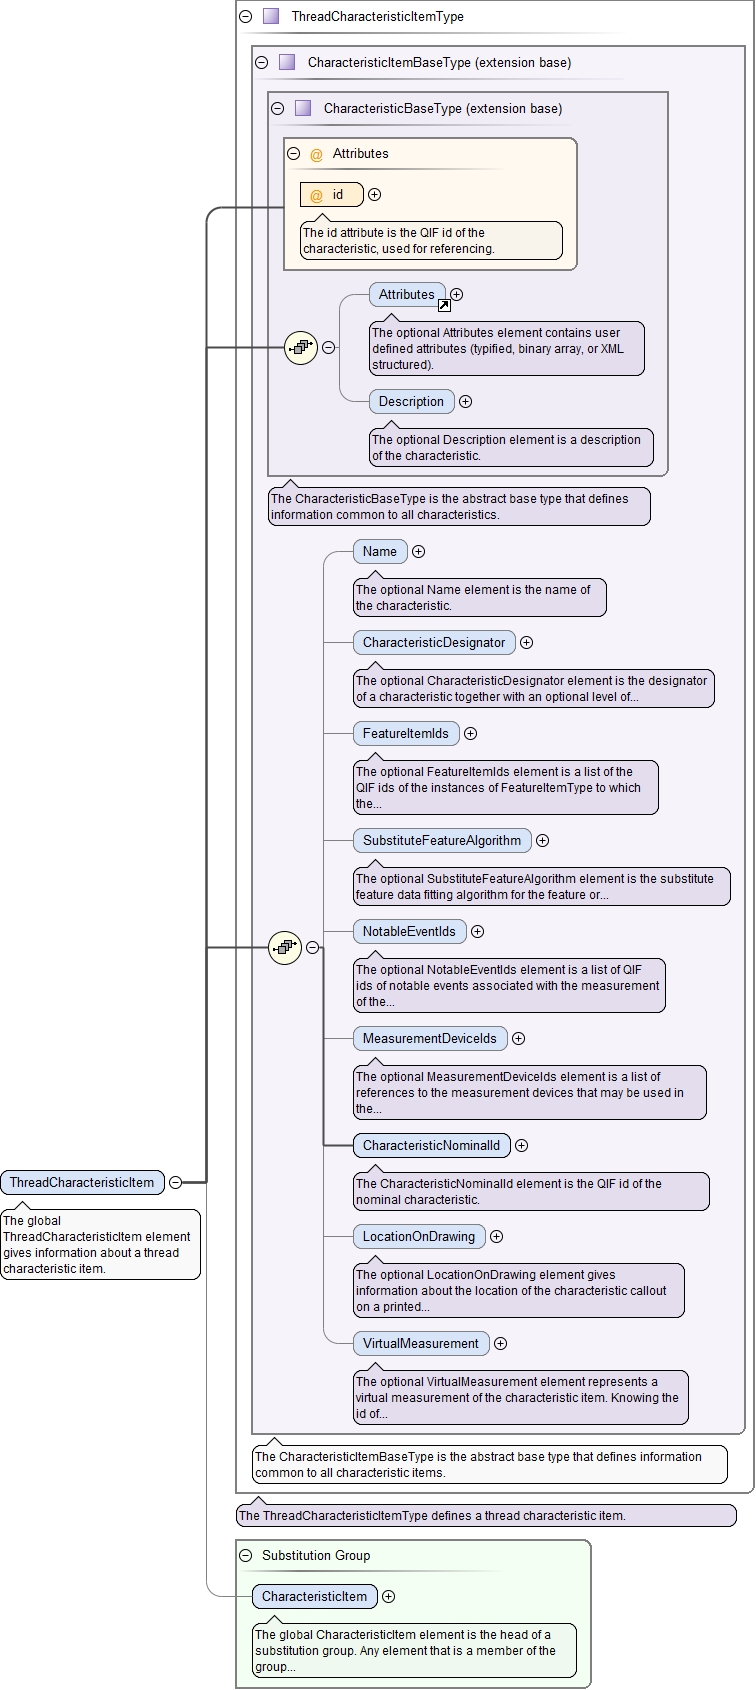 ThreadCharacteristicItemType
CharacteristicItemBaseType (extension base)
CharacteristicBaseType (extension base)
@ Attributes
@ id
The id attribute is the QIF id of the
characteristic, used for referencing.
Attributes
The optional Attributes element contains user
defined attributes (typified, binary array, or XML
structured).
Description
The optional Description element is a description
of the characteristic.
The CharacteristicBaseType is the abstract base type that defines
information common to all characteristics.
Name
The optional Name element is the name of
the characteristic.
CharacteristicDesignator
The optional CharacteristicDesignator element is the designator
of a characteristic together with an optional level of...
FeatureItemIds
The optional FeatureItemIds element is a list of the
QIF ids of the instances of FeatureItemType to which
the...
SubstituteFeatureAlgorithm
The optional SubstituteFeatureAlgorithm element is the substitute
feature data fitting algorithm for the feature or...
NotableEventIds
The optional NotableEventIds element is a list of QIF
ids of notable events associated with the measurement
of the...
MeasurementDeviceIds
The optional MeasurementDeviceIds element is a list of
references to the measurement devices that may be used in
the...
CharacteristicNominalId
The CharacteristicNominalId element is the QIF id of the
nominal characteristic.
LocationOnDrawing
The optional LocationOnDrawing element gives
information about the location of the characteristic callout
on a printed...
VirtualMeasurement
The optional VirtualMeasurement element represents a
virtual measurement of the characteristic item. Knowing the
id of...
The CharacteristicItemBaseType is the abstract base type that defines information
common to all characteristic items.
The ThreadCharacteristicItemType defines a thread characteristic item.
ThreadCharacteristicItem
The global
ThreadCharacteristicItem element
gives information about a thread
characteristic item.
Substitution Group
CharacteristicItem
The global CharacteristicItem element is the head of a
substitution group. Any element that is a member of the
group...